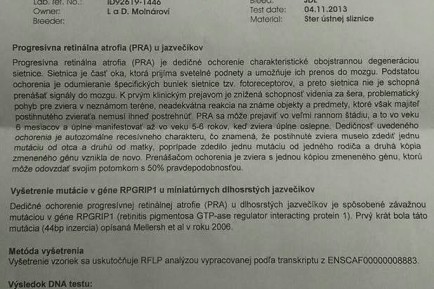 Lab. ref. No.: ID92619-1446
Owner: L a D. Molnárovi
Breeder:
Breed: JDL
Test date: 04.11.2013
Material: Ster ústnej sliznice
Progresívna retinálna atrofia (PRA) u jazvečíkov
Progresívna retinálna atrofia (PRA) je dedičné ochorenie charakteristické obojstrannou degeneráciou
sietnice. Sietnica je časť oka, ktorá prijíma svetelné podnety a umožňuje ich prenos do mozgu. Podstatou
ochorenia je odumieranie špecifických buniek sietnice tzv. fotoreceptorov, a preto sietnica nie je schopná
prenášať signály do mozgu. K prvým klinickým prejavom je znížená schopnosť videnia za šera, problematický
pohyb pre zviera v neznámom teréne, neadekvátna reakcia na známe objekty a predmety, ktoré však majiteľ
postihnutého zvieraťa nemusí ihneď postrehnúť. PRA sa môže prejaviť vo veľmi rannom štádiu, a to vo veku
6 mesiacov a úplne manifestovať až vo veku 5-6 rokov, keď zviera úplne oslepne. Dedičnosť uvedeného
ochorenia je autozomálne recesívneho charakteru, čo znamená, že postihnuté zviera muselo zdediť jednu
mutáciu od otca a druhú od matky, poprípade zdedilo jednu mutáciu od jedného rodiča a druhá kópia
zmeneného génu vznikla de novo. Prenášačom ochorenia je zviera s jednou kópiou zmeneného génu, ktorú
môže odovzdať svojim potomkom s 50% pravdepodobnosťou.
Vyšetrenie mutácie v géne RPGRIP1 u miniatúrnych dlhosrstých jazvečíkov
Dedičné ochorenie progresívnej retinálnej atrofie (PRA) u dlhosrstých jazvečíkov je spôsobené závažnou
mutáciou v géne RPGRIP1 (retinitis pigmentosa GTP-ase regulator interacting protein 1). Prvý krát bola táto
mutácia (44bp inzercia) opísaná Mellersh et al v roku 2006.
Metóda vyšetrenia
Vyšetrenie vzoriek sa uskutočňuje RFLP analýzou vypracovanej podľa transkriptu z ENSCAF00000008883.
Výsledok DNA testu: